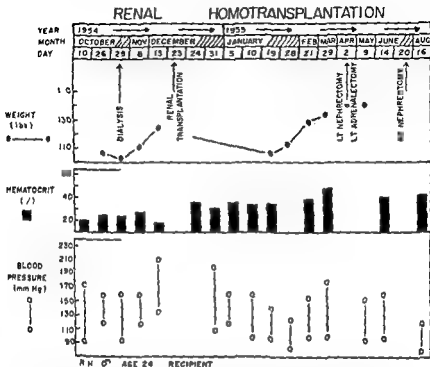 RENAL HOMOTRANSPLANTATION
YEAR 1954 1955
MONTH OCTOBER NOV DECEMBER JANUARY FEB MAR APR MAY JUNE AUG
DAY 10 26 29 8 13 23 24 31 5 10 19 28 21 29 2 9 14 20 16
DIALYSIS
RENAL
TRANSPLANTATION
LT NEPHRECTOMY
LT ADRENALECTOMY
NEPHRECTOMY
WEIGHT
(lbs)
130
110
HEMATOCRIT
(/)
60
40
20
BLOOD
PRESSURE
(mm Hg)
230
210
190
170
150
130
110
90
R H ♂ AGE 24 RECIPIENT